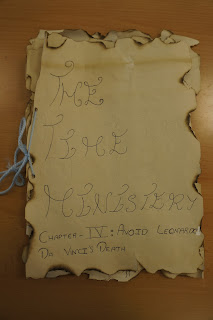 THE
TIME
MINISTERY
CHAPTER-IV: AVOID LEONARDO
DA VINCI'S DEATH